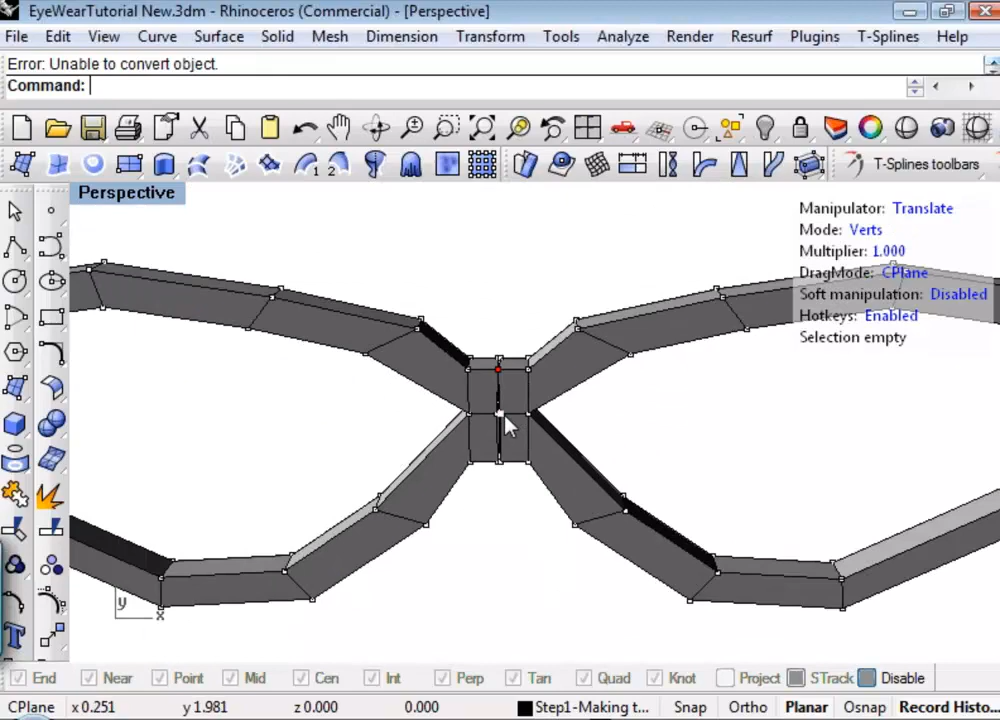 EyeWearTutorial New.3dm - Rhinoceros (Commercial) - [Perspective]
File Edit View Curve Surface Solid Mesh Dimension Transform Tools Analyze Render Resurf Plugins T-Splines Help
Error: Unable to convert object.
Command:
1 2 T-Splines toolbars
Perspective
Manipulator: Translate
Mode: Verts
Multiplier: 1.000
DragMode: CPlane
Soft manipulation: Disabled
Hotkeys: Enabled
Selection empty
T
y
x
End Near Point Mid Cen Int Perp Tan Quad Knot Project STrack Disable
CPlane x 0.251 y 1.981 z 0.000 0.000 Step1-Making t... Snap Ortho Planar Osnap Record Histo...